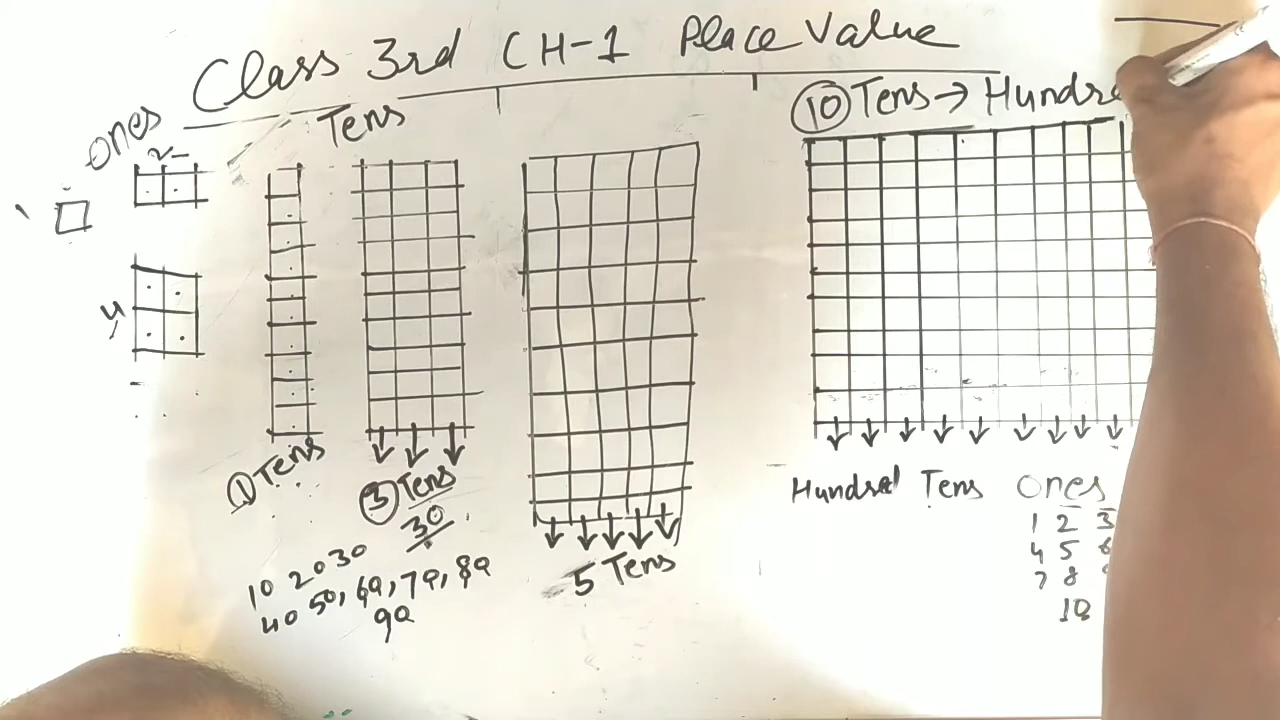 Class 3rd CH-1 Place Value
ones
Tens
10 Tens → Hundre
2
4
1 Tens
3 Tens
30
10 20 30
40 50, 60, 70, 80
90
5 Tens
Hundred Tens Ones
1 2 3
4 5 6
7 8
10